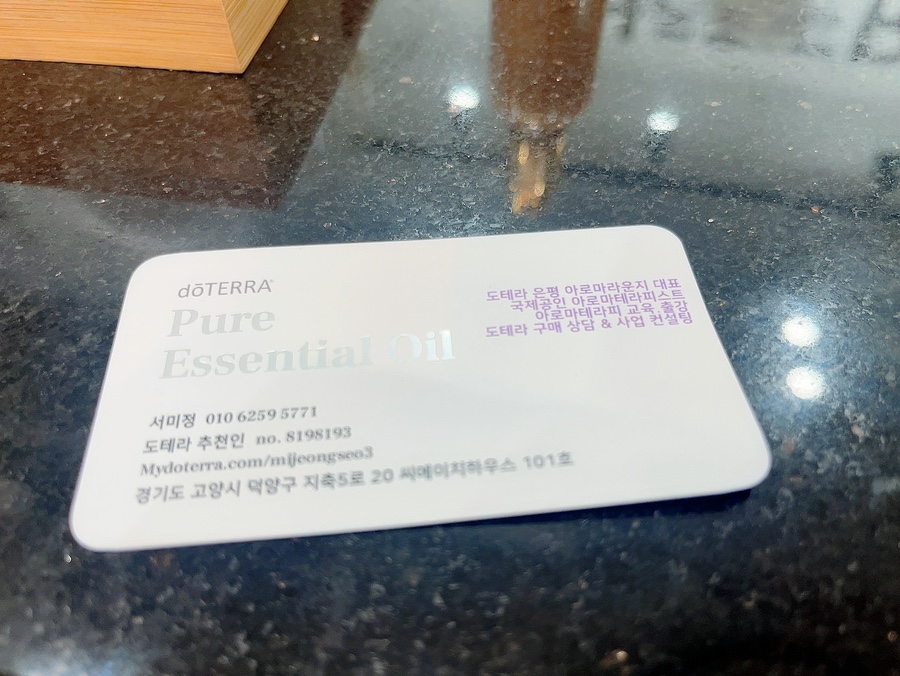 dōTERRA
Pure
Essential Oil
도테라 은평 아로마라운지 대표
국제공인 아로마테라피스트
아로마테라피 교육,출강
도테라 구매 상담 & 사업 컨설팅
서미정 010 6259 5771
도테라 추천인 no. 8198193
Mydoterra.com/mijeongseo3
경기도 고양시 덕양구 지축5로 20 씨에이치하우스 101호